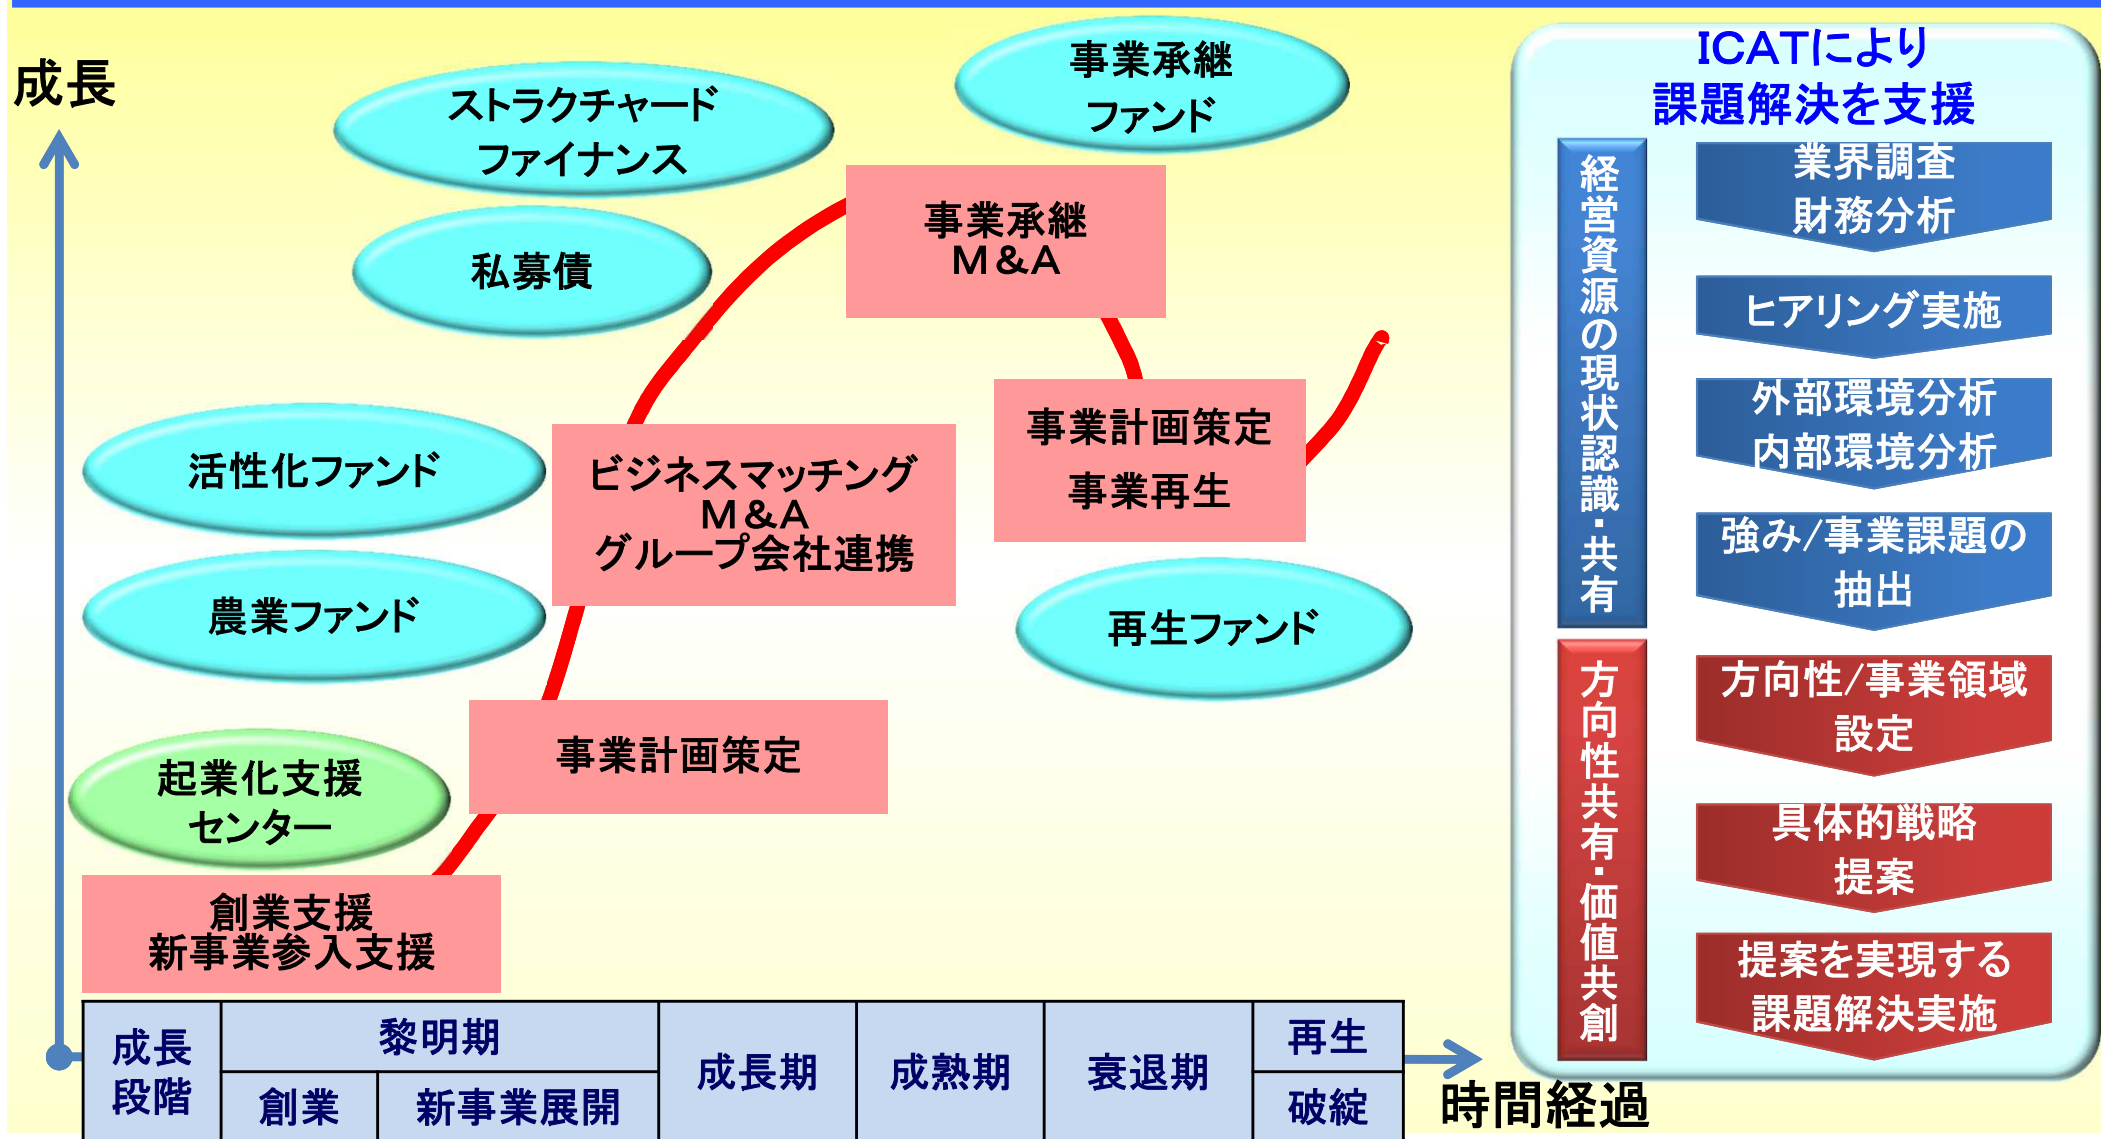 成長
ストラクチャード
ファイナンス
事業承継
ファンド
私募債
事業承継
M&A
活性化ファンド
ビジネスマッチング
M&A
グループ会社連携
事業計画策定
事業再生
農業ファンド
再生ファンド
事業計画策定
起業化支援
センター
創業支援
新事業参入支援
成長
段階
黎明期
創業
新事業展開
成長期
成熟期
衰退期
再生
破綻
時間経過
ICATにより
課題解決を支援
経営資源の現状認識・共有
業界調査
財務分析
ヒアリング実施
外部環境分析
内部環境分析
強み/事業課題の
抽出
方向性共有・価値共創
方向性/事業領域
設定
具体的戦略
提案
提案を実現する
課題解決実施